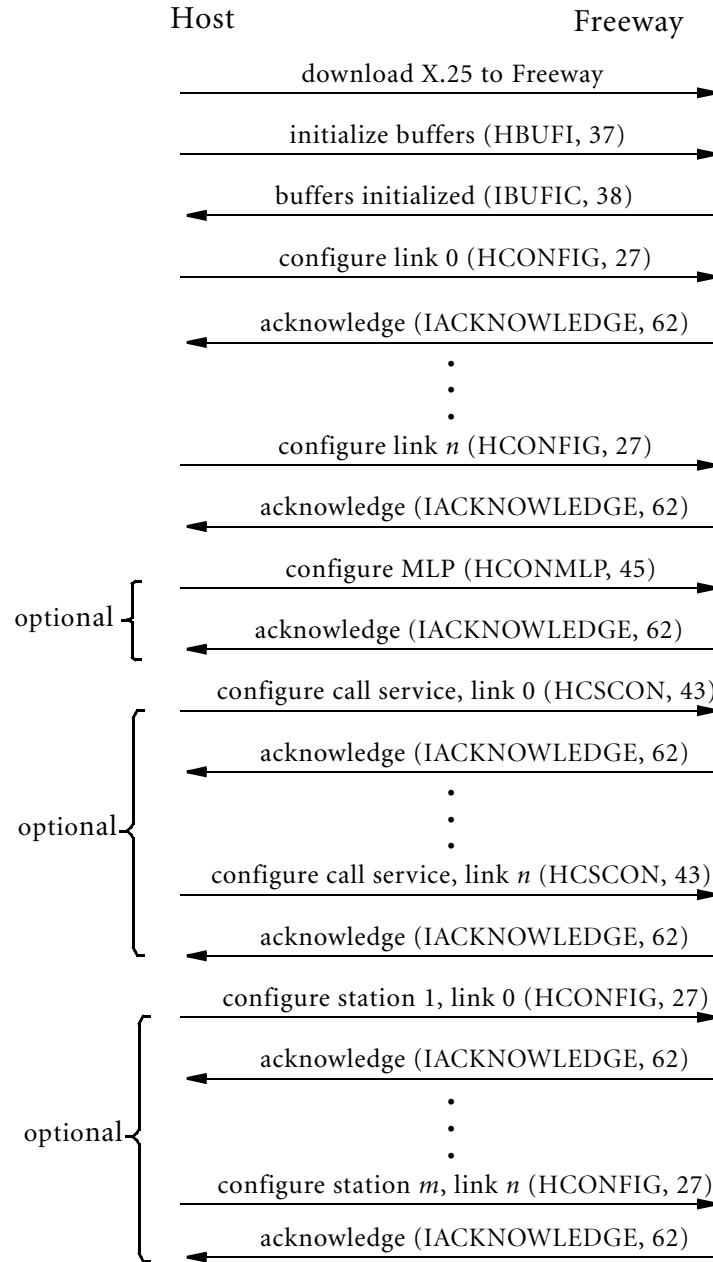 Host Freeway
download X.25 to Freeway
initialize buffers (HBUFI, 37)
buffers initialized (IBUFIC, 38)
configure link 0 (HCONFIG, 27)
acknowledge (IACKNOWLEDGE, 62)
configure link n (HCONFIG, 27)
acknowledge (IACKNOWLEDGE, 62)
configure MLP (HCONMLP, 45)
optional
acknowledge (IACKNOWLEDGE, 62)
configure call service, link 0 (HCSCON, 43)
acknowledge (IACKNOWLEDGE, 62)
optional
configure call service, link n (HCSCON, 43)
acknowledge (IACKNOWLEDGE, 62)
configure station 1, link 0 (HCONFIG, 27)
acknowledge (IACKNOWLEDGE, 62)
optional
configure station m, link n (HCONFIG, 27)
acknowledge (IACKNOWLEDGE, 62)